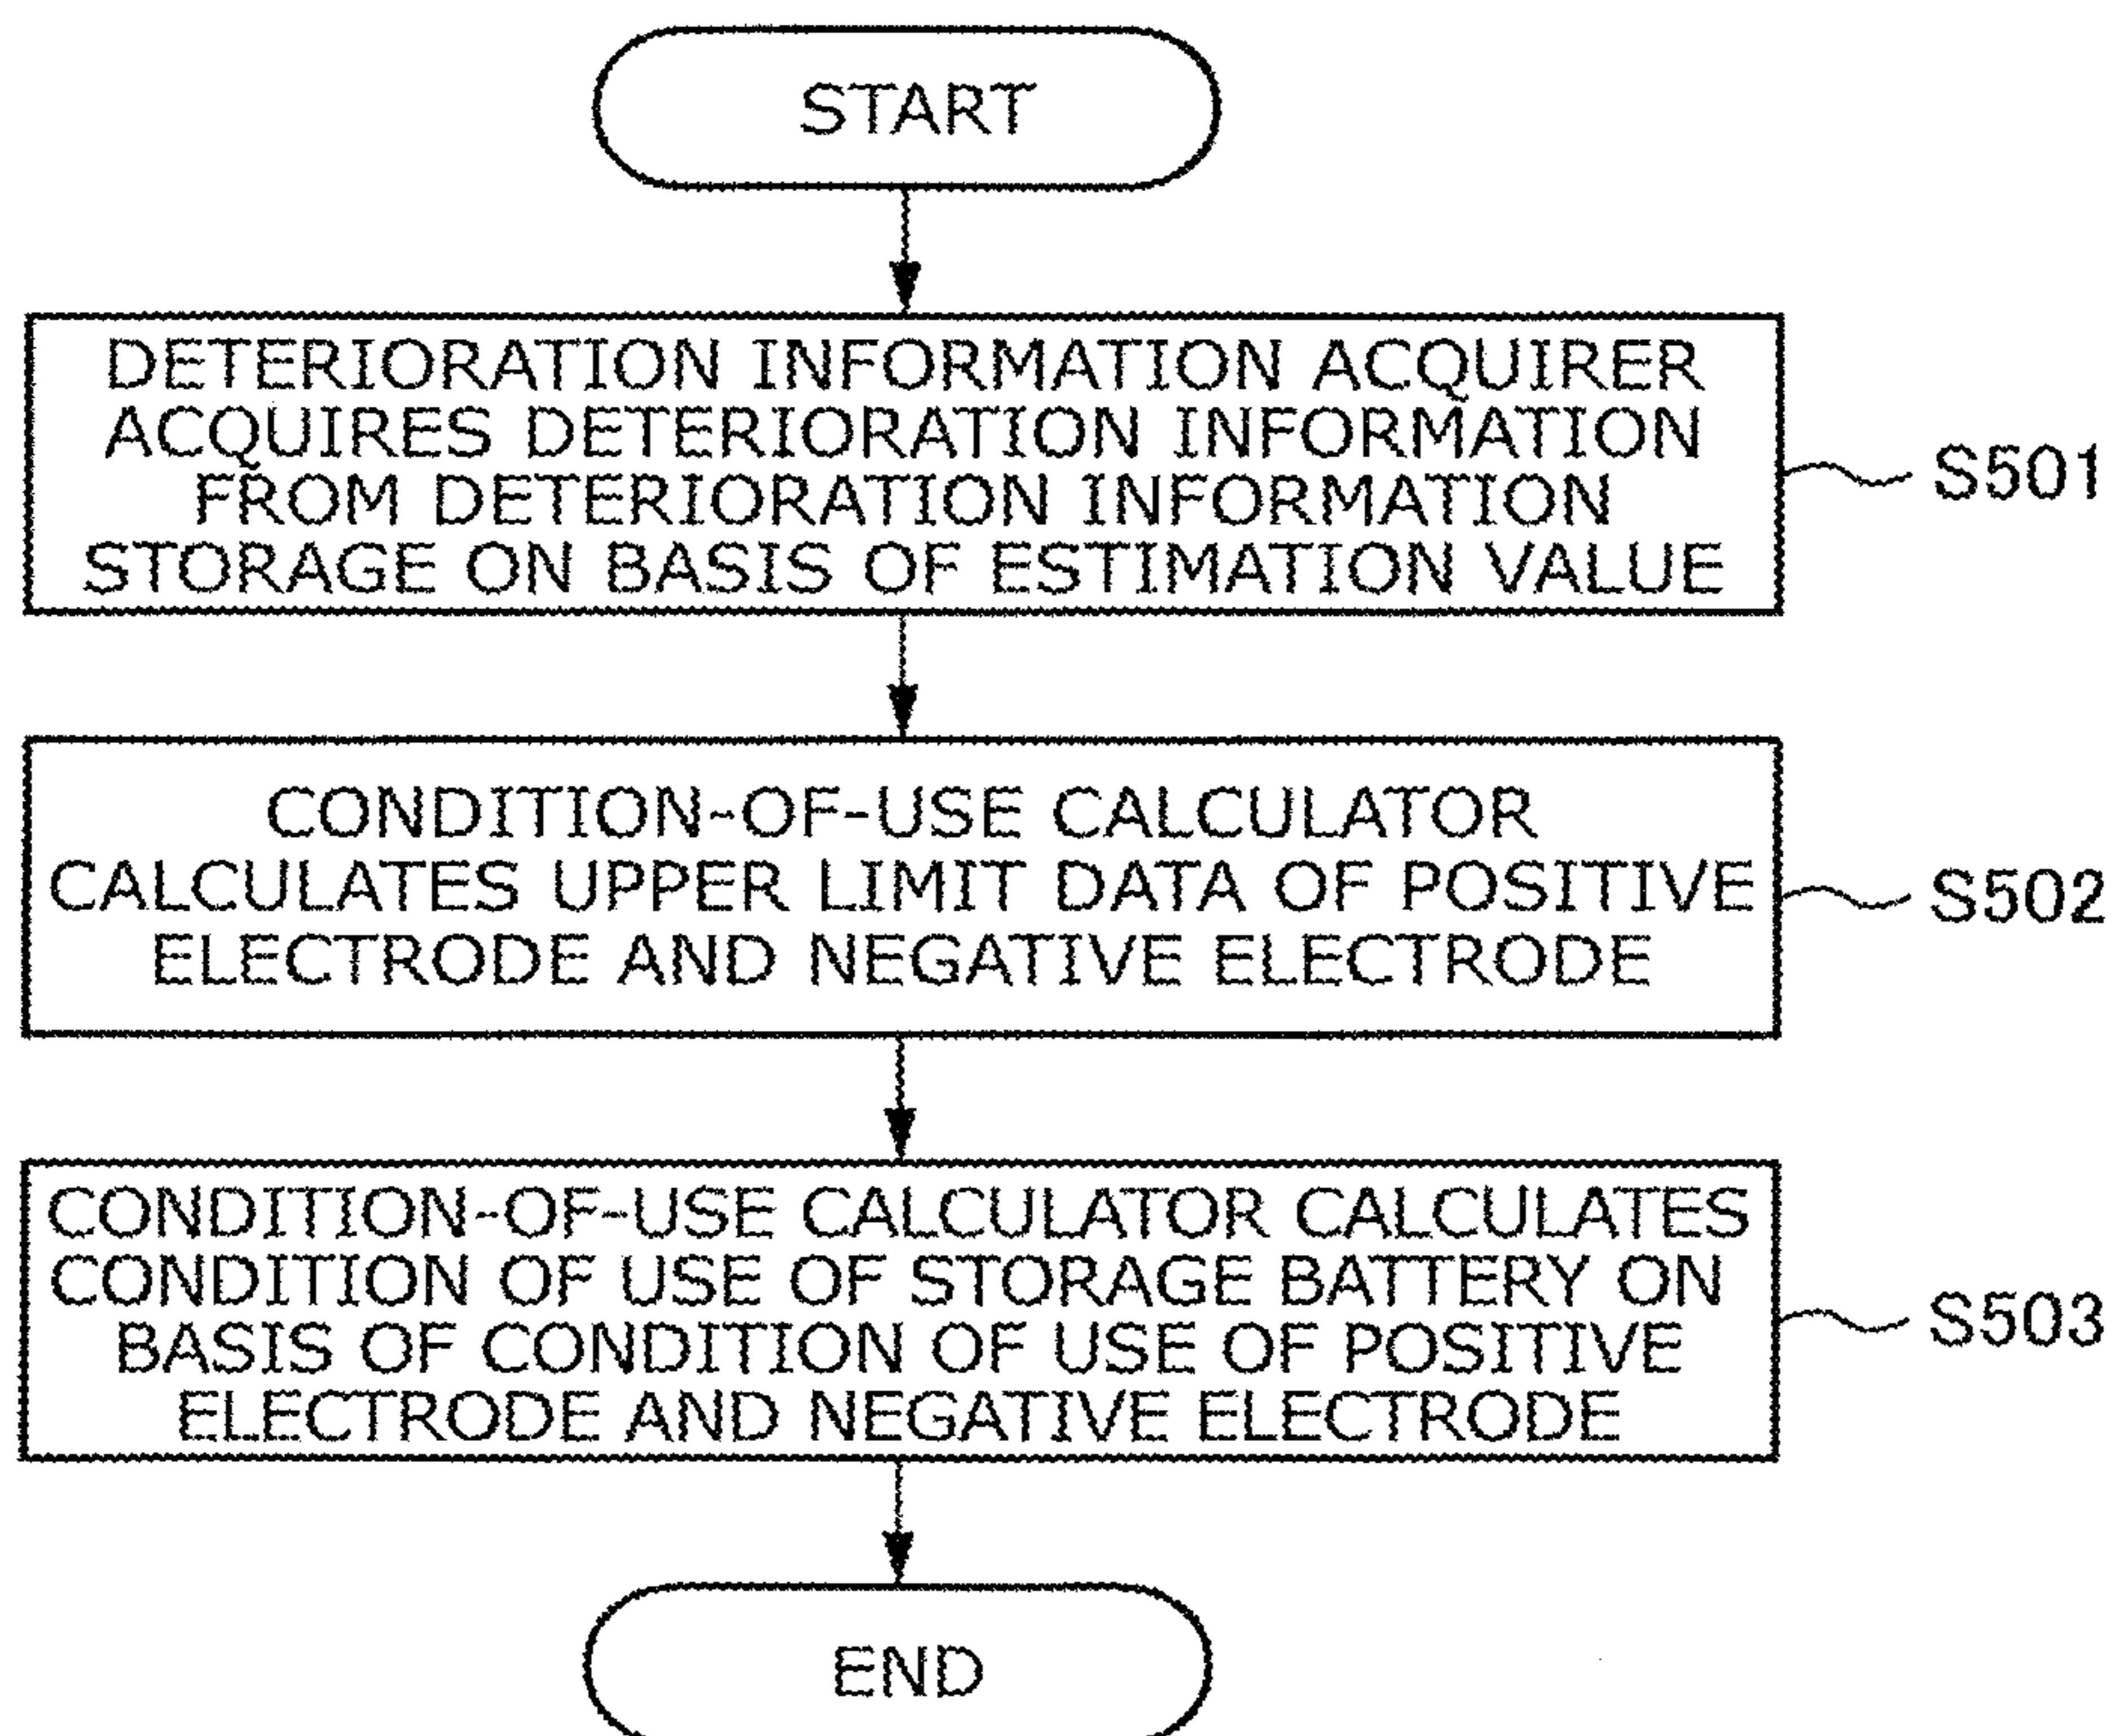 START
DETERIORATION INFORMATION ACQUIRER
ACQUIRES DETERIORATION INFORMATION
FROM DETERIORATION INFORMATION
STORAGE ON BASIS OF ESTIMATION VALUE
S501
CONDITION-OF-USE CALCULATOR
CALCULATES UPPER LIMIT DATA OF POSITIVE
ELECTRODE AND NEGATIVE ELECTRODE
S502
CONDITION-OF-USE CALCULATOR CALCULATES
CONDITION OF USE OF STORAGE BATTERY ON
BASIS OF CONDITION OF USE OF POSITIVE
ELECTRODE AND NEGATIVE ELECTRODE
S503
END